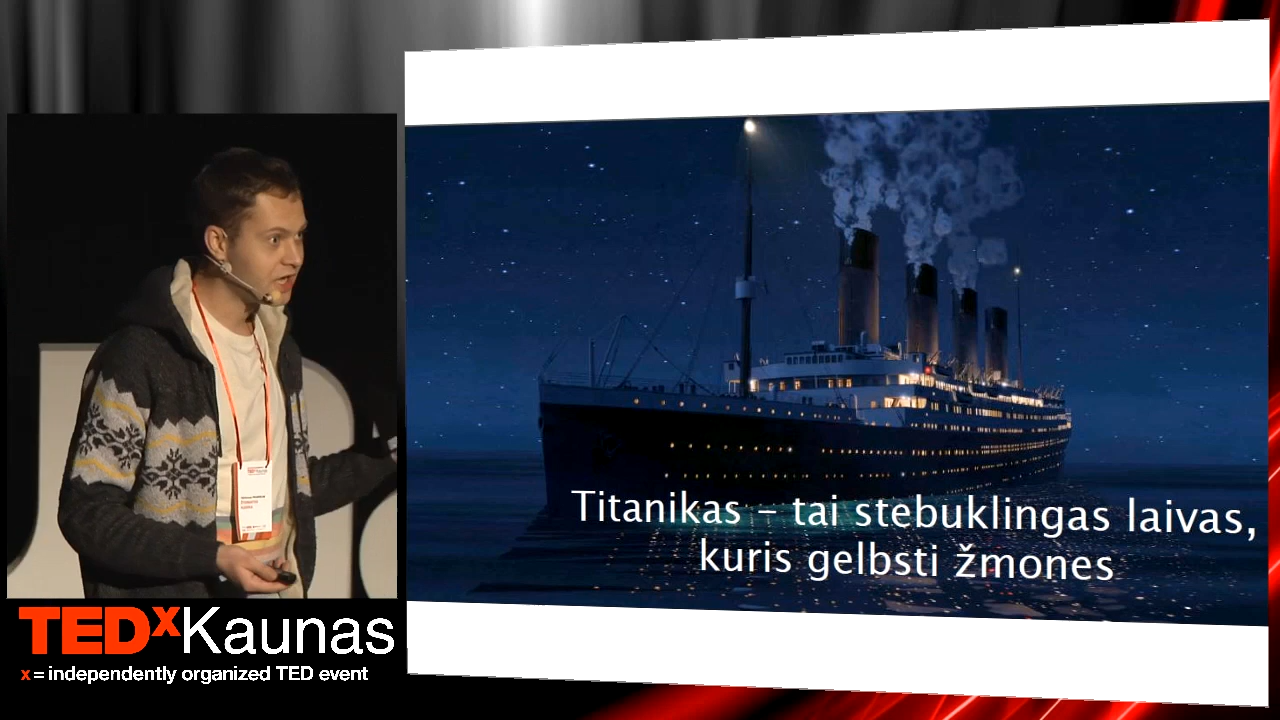 Titanikas – tai stebuklingas laivas,
kuris gelbsti žmones
TEDxKaunas
x = independently organized TED event